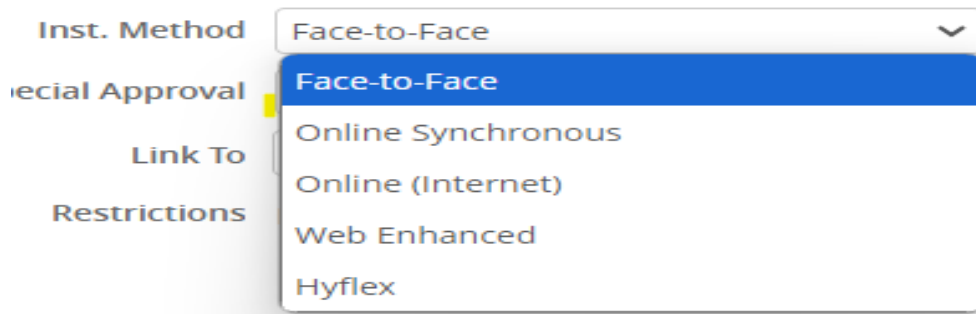 Inst. Method Face-to-Face
ecial Approval Face-to-Face
Online Synchronous
Link To
Online (Internet)
Restrictions
Web Enhanced
Hyflex